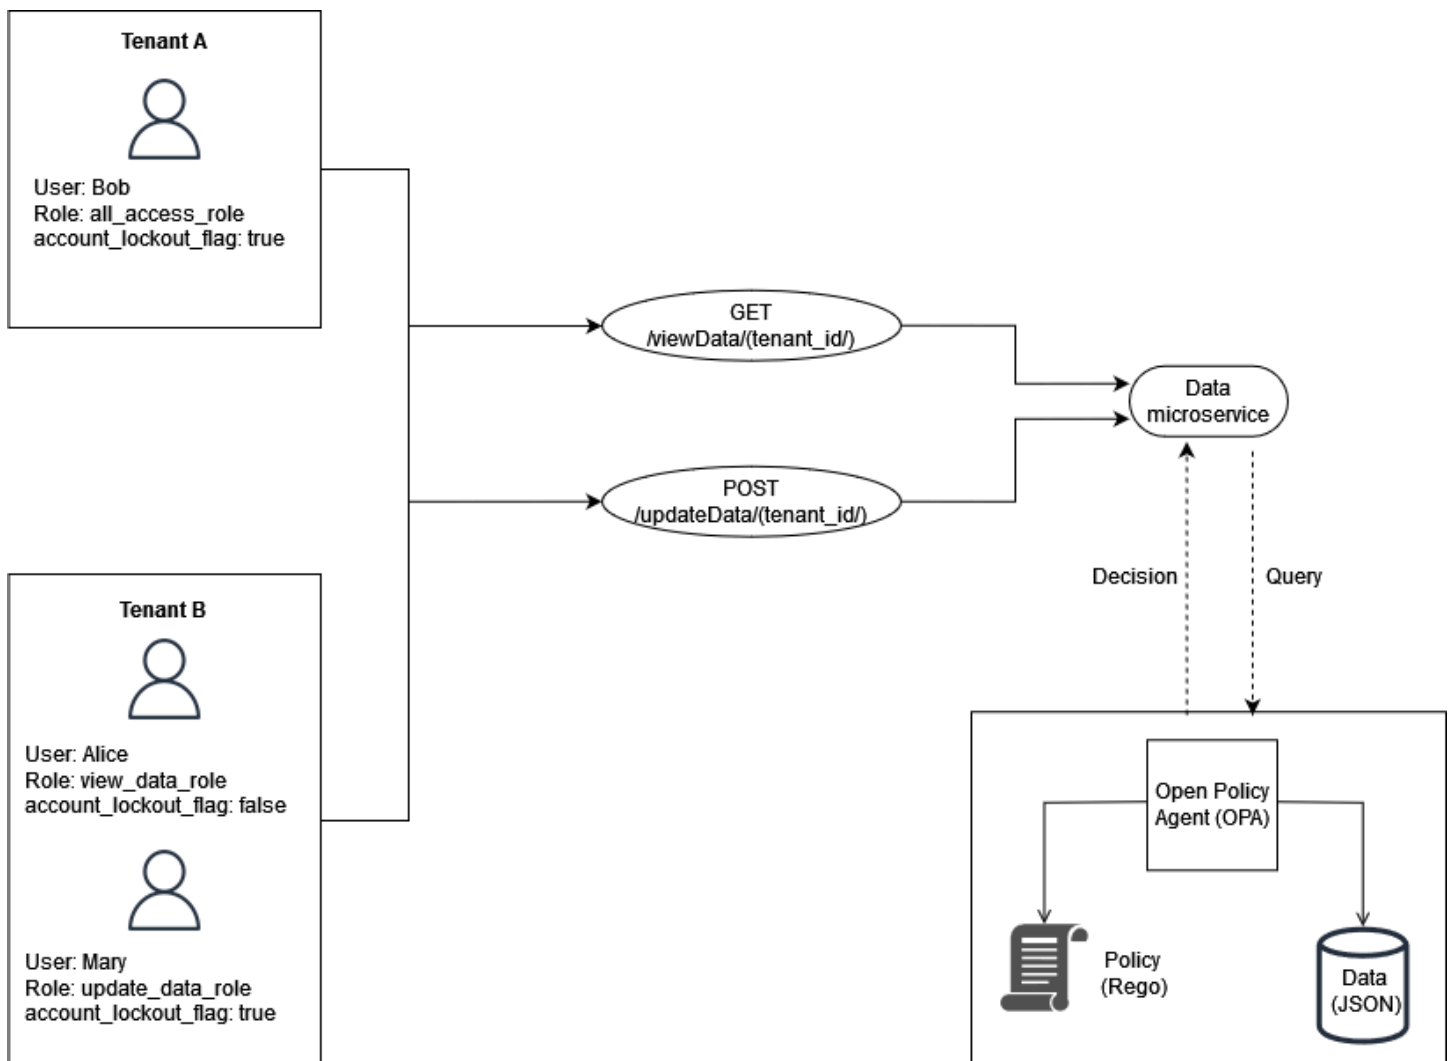 Tenant A
User: Bob
Role: all_access_role
account_lockout_flag: true
GET
/viewData/(tenant_id/)
POST
/updateData/(tenant_id/)
Data
microservice
Decision
Query
Tenant B
User: Alice
Role: view_data_role
account_lockout_flag: false
User: Mary
Role: update_data_role
account_lockout_flag: true
Open Policy
Agent (OPA)
Policy
(Rego)
Data
(JSON)